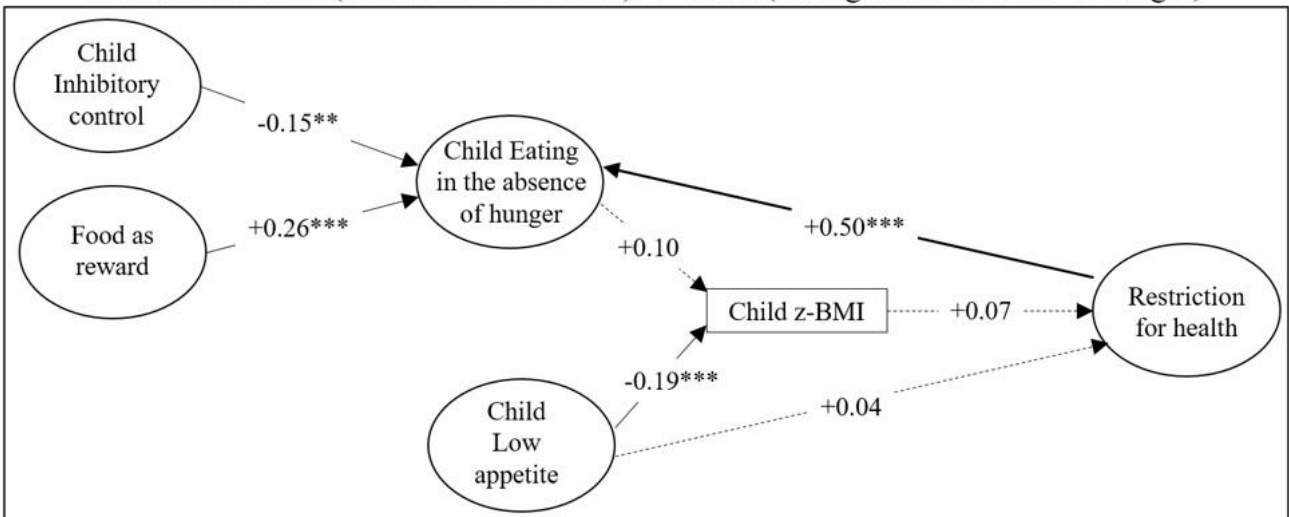 Child
Inhibitory
control
-0.15**
Food as
reward
+0.26***
Child Eating
in the absence
of hunger
+0.50***
+0.10
Child z-BMI
+0.07
Restriction
for health
-0.19***
+0.04
Child
Low
appetite